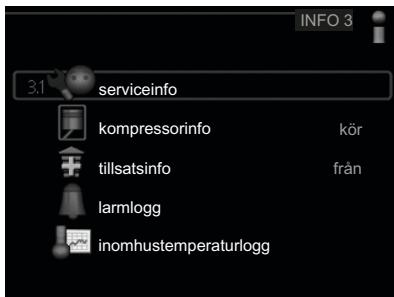 INFO 3
3.1 serviceinfo
kompressorinfo kör
tillsatsinfo från
larmlogg
inomhustemperaturlogg